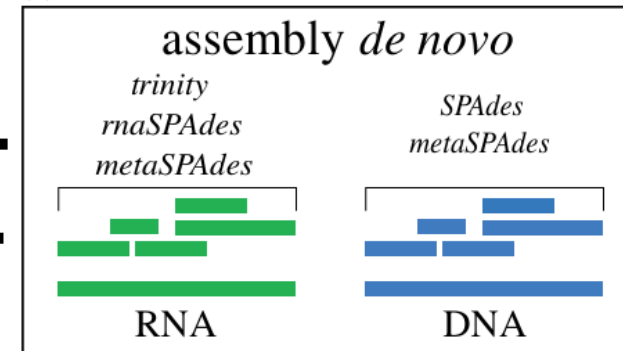 assembly de novo
trinity
rnaSPAdes
metaSPAdes
SPAdes
metaSPAdes
RNA
DNA